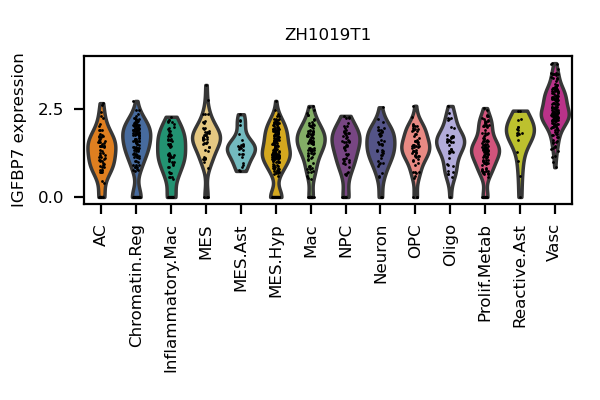 ZH1019T1
IGFBP7 expression
2.5
0.0
AC
Chromatin.Reg
Inflammatory.Mac
MES
MES.Ast
MES.Hyp
Mac
NPC
Neuron
OPC
Oligo
Prolif.Metab
Reactive.Ast
Vasc